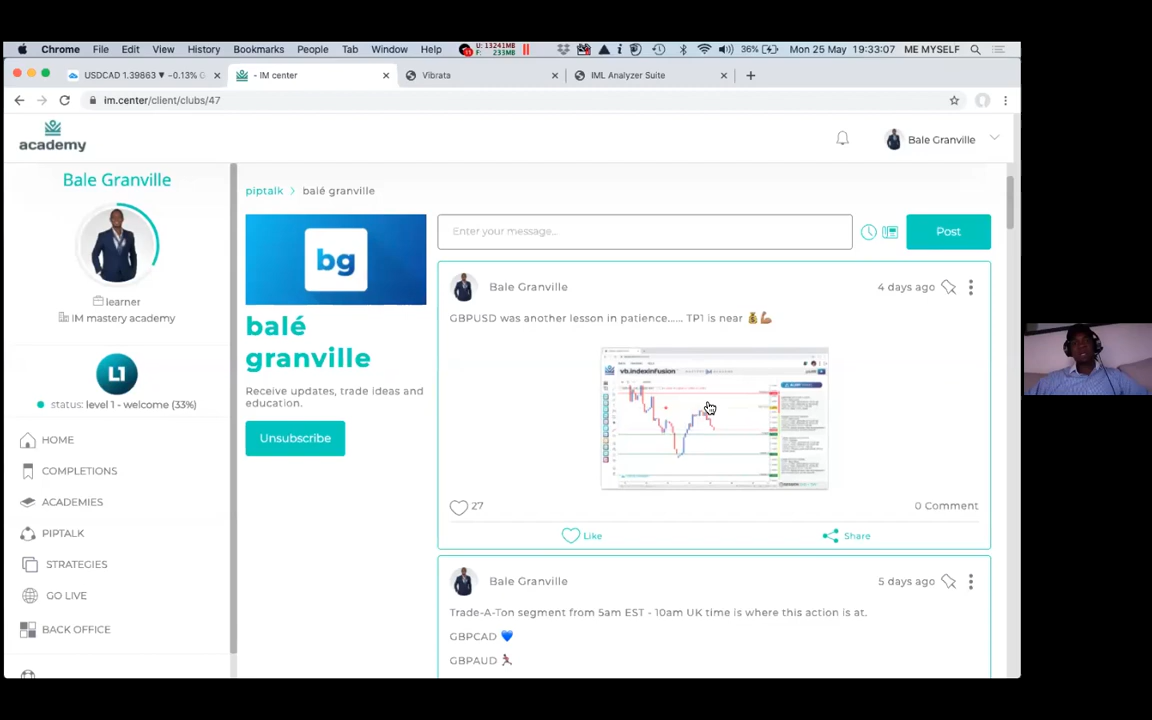 Chrome File Edit View History Bookmarks People Tab Window Help U: 13241MB F: 233MB 36% Mon 25 May 19:33:07 ME MYSELF
USDCAD 1.39863 ▼ −0.13% - IM center Vibrata IML Analyzer Suite
im.center/client/clubs/47
academy
Bale Granville
Bale Granville
learner
IM mastery academy
L1
status: level 1 - welcome (33%)
HOME
COMPLETIONS
ACADEMIES
PIPTALK
STRATEGIES
GO LIVE
BACK OFFICE
piptalk > balé granville
bg
balé
granville
Receive updates, trade ideas and
education.
Unsubscribe
Enter your message...
Post
Bale Granville 4 days ago
GBPUSD was another lesson in patience...... TP1 is near 💰💪🏽
vb.indexinfusion
27 0 Comment
Like Share
Bale Granville 5 days ago
Trade-A-Ton segment from 5am EST - 10am UK time is where this action is at.
GBPCAD 💙
GBPAUD 🏃🏽‍♀️